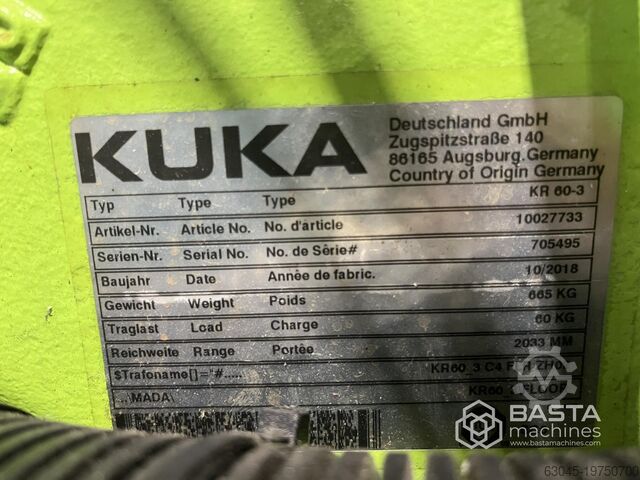 KUKA
Deutschland GmbH
Zugspitzstraße 140
86165 Augsburg.Germany
Country of Origin Germany
Typ Type Type KR 60-3
Artikel-Nr. Article No. No. d'article 10027733
Serien-Nr. Serial No. No. de Série# 705495
Baujahr Date Année de fabric. 10/2018
Gewicht Weight Poids 665 KG
Traglast Load Charge 60 KG
Reichweite Range Portée 2033 MM
$Trafoname[]="#..... KR60_3 C4
..\MADA\
BASTA
machines
63045-19750700